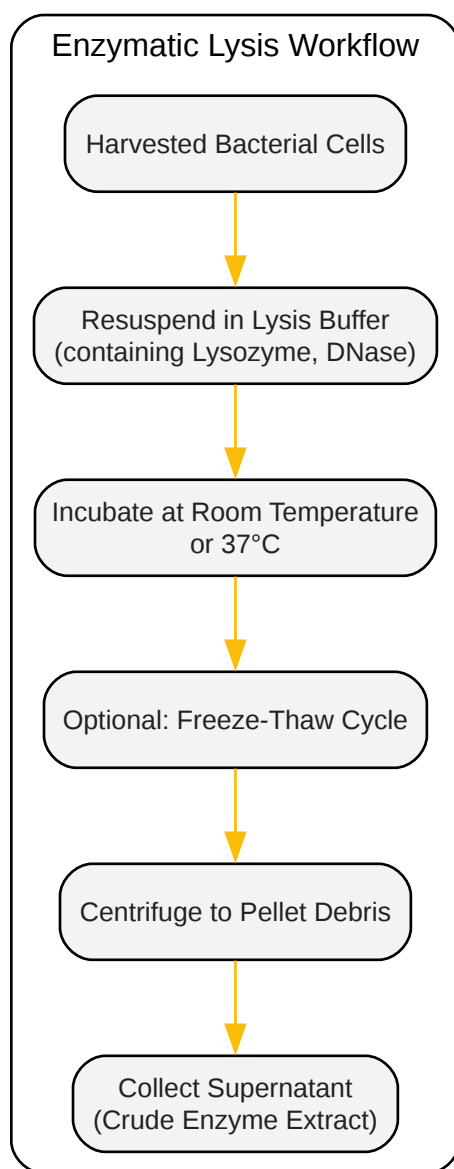 Enzymatic Lysis Workflow
Harvested Bacterial Cells
Resuspend in Lysis Buffer
(containing Lysozyme, DNase)
Incubate at Room Temperature
or 37°C
Optional: Freeze-Thaw Cycle
Centrifuge to Pellet Debris
Collect Supernatant
(Crude Enzyme Extract)